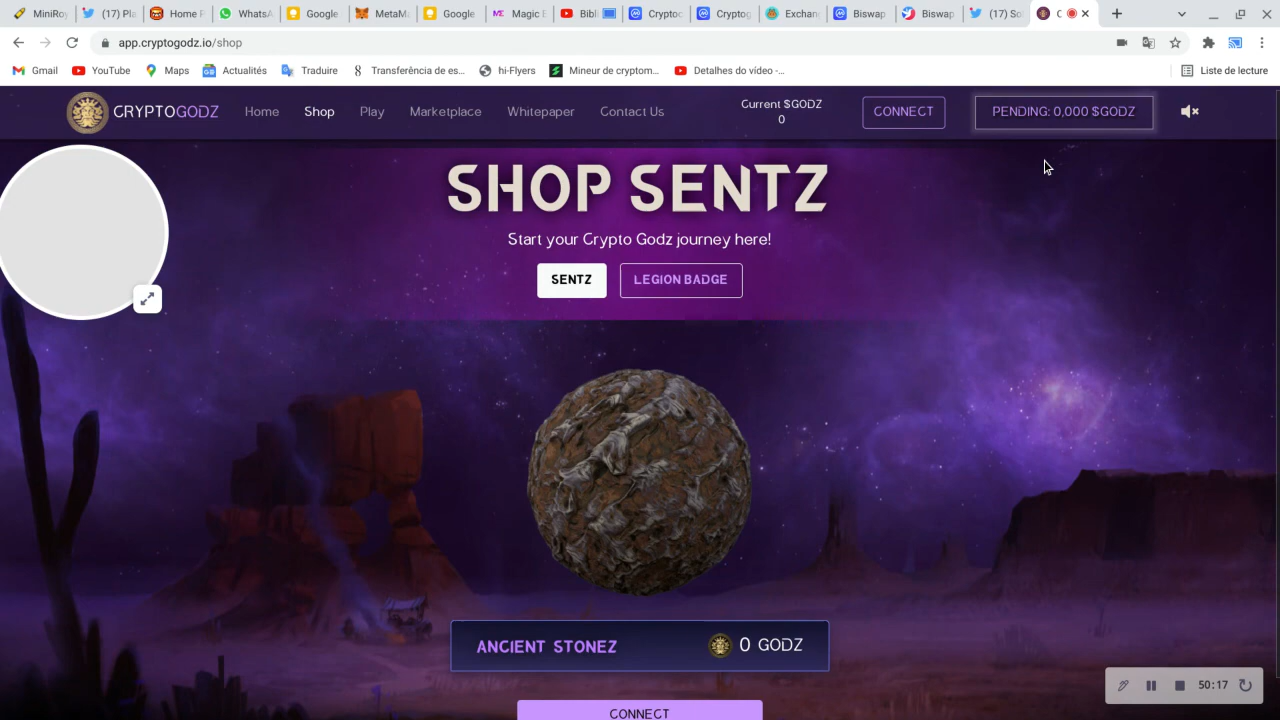 MiniRoy
(17) Pla
Home P
WhatsA
Google
MetaMa
Google
Magic E
Bibli
Cryptoc
Cryptog
Exchan
Biswap
Biswap
(17) So
app.cryptogodz.io/shop
Gmail
YouTube
Maps
Actualités
Traduire
Transferência de es...
hi-Flyers
Mineur de cryptom...
Detalhes do vídeo -...
Liste de lecture
CRYPTOGODZ
Home
Shop
Play
Marketplace
Whitepaper
Contact Us
Current $GODZ
0
CONNECT
PENDING: 0,000 $GODZ
SHOP SENTZ
Start your Crypto Godz journey here!
SENTZ
LEGION BADGE
ANCIENT STONEZ
0 GODZ
CONNECT
50:17